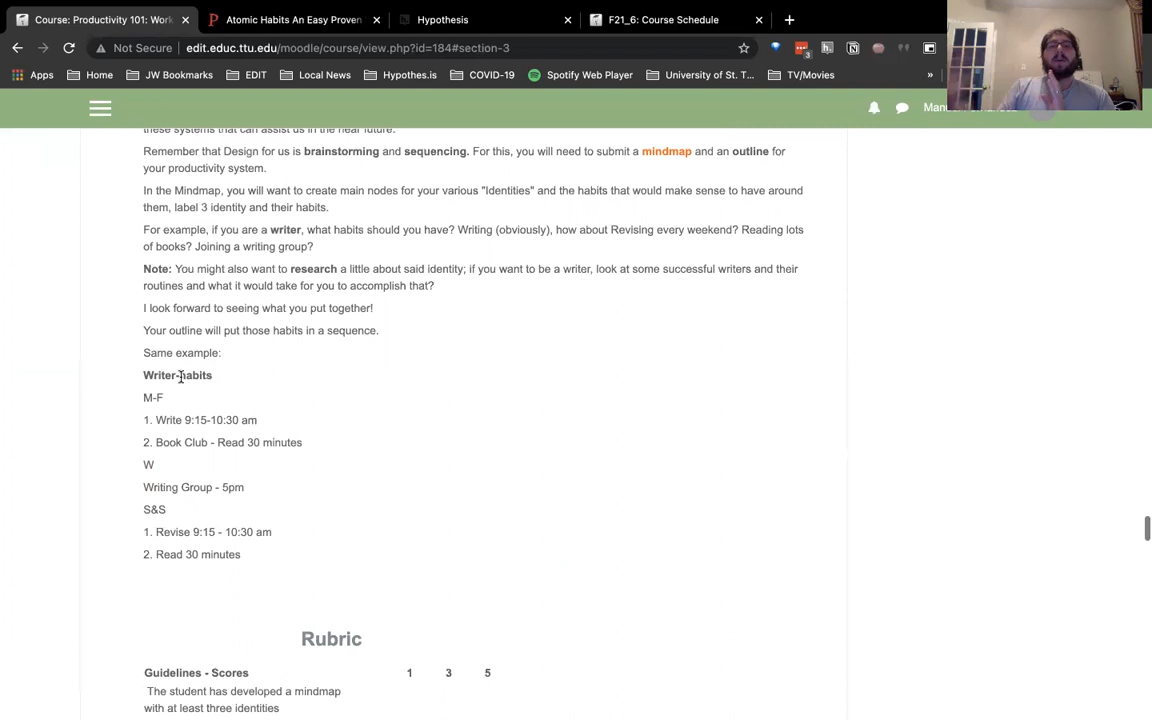 Course: Productivity 101: Work
Atomic Habits An Easy Proven
Hypothesis
F21_6: Course Schedule
Not Secure
edit.educ.ttu.edu/moodle/course/view.php?id=184#section-3
3
Apps
Home
JW Bookmarks
EDIT
Local News
Hypothes.is
COVID-19
Spotify Web Player
University of St. T...
TV/Movies
»
these systems that can assist us in the near future.
Remember that Design for us is brainstorming and sequencing. For this, you will need to submit a mindmap and an outline for
your productivity system.
In the Mindmap, you will want to create main nodes for your various "Identities" and the habits that would make sense to have around
them, label 3 identity and their habits.
For example, if you are a writer, what habits should you have? Writing (obviously), how about Revising every weekend? Reading lots
of books? Joining a writing group?
Note: You might also want to research a little about said identity; if you want to be a writer, look at some successful writers and their
routines and what it would take for you to accomplish that?
I look forward to seeing what you put together!
Your outline will put those habits in a sequence.
Same example:
Writer-habits
M-F
1. Write 9:15-10:30 am
2. Book Club - Read 30 minutes
W
Writing Group - 5pm
S&S
1. Revise 9:15 - 10:30 am
2. Read 30 minutes
Rubric
Guidelines - Scores 1 3 5
The student has developed a mindmap
with at least three identities